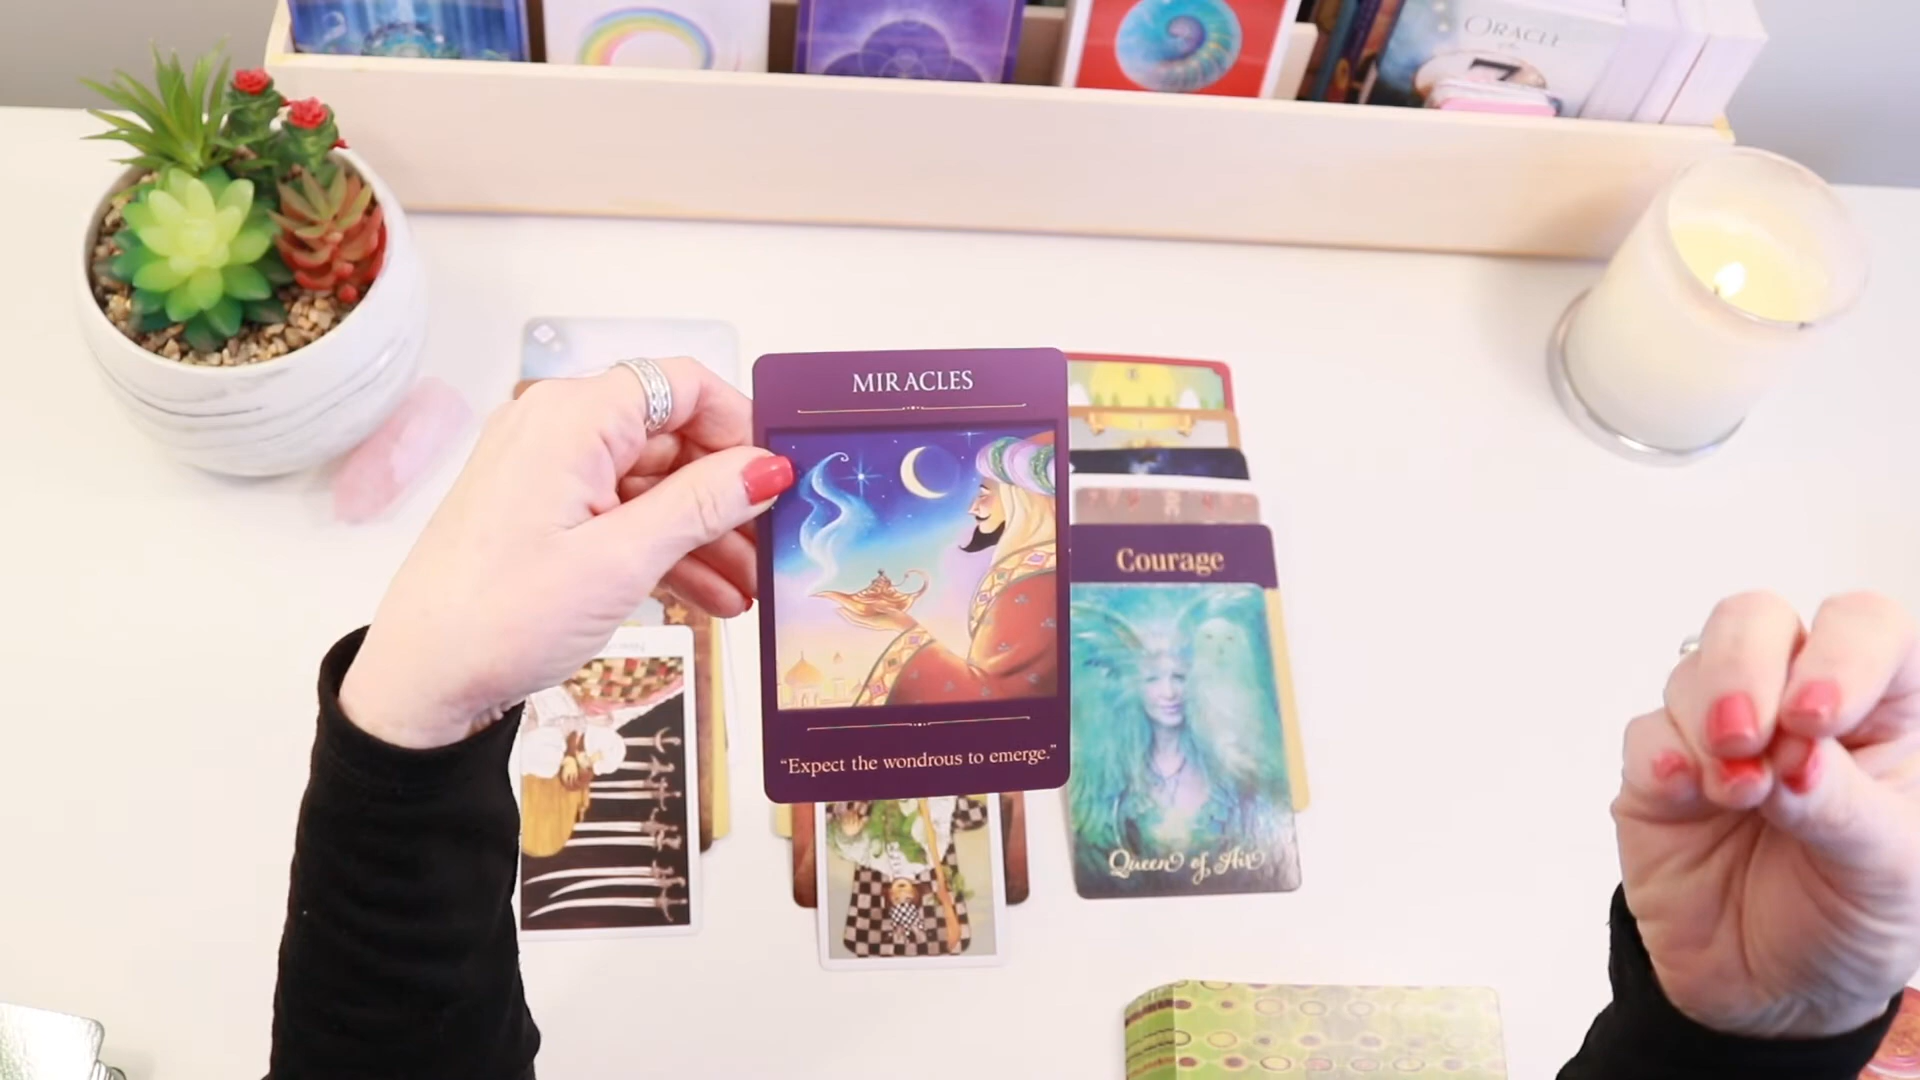 ORACLE
MIRACLES
Courage
"Expect the wondrous to emerge."
Queen of Air